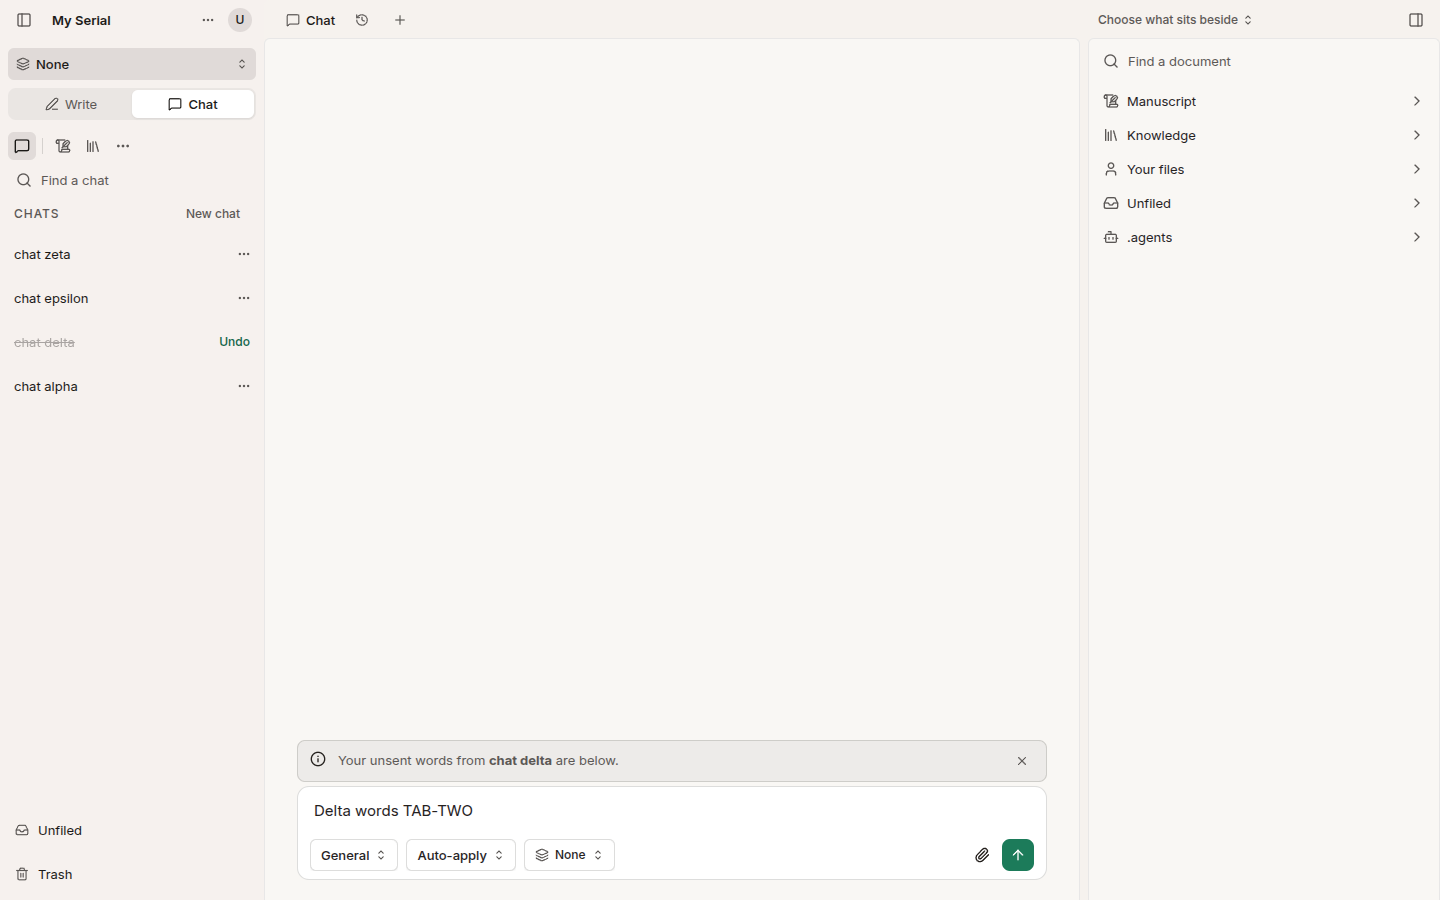 My Serial
U
None
Write
Chat
Find a chat
CHATS
New chat
chat zeta
chat epsilon
chat delta
Undo
chat alpha
Unfiled
Trash
Chat
Your unsent words from chat delta are below.
Delta words TAB-TWO
General
Auto-apply
None
Choose what sits beside
Find a document
Manuscript
Knowledge
Your files
Unfiled
.agents